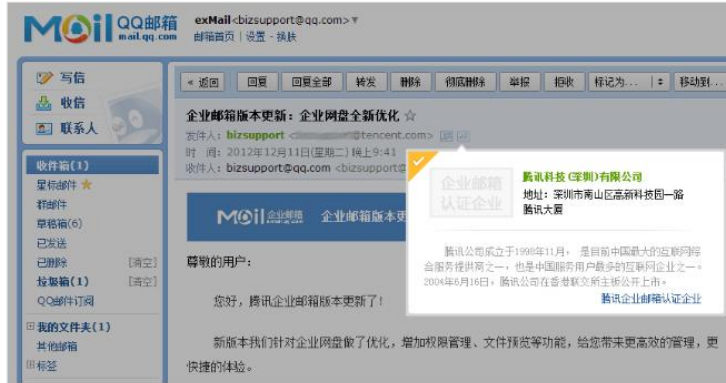 MOil QQ邮箱 mail.qq.com
exMail<bizsupport@qq.com>
邮箱首页 | 设置 - 换肤
写信
收信
联系人
« 返回 回复 回复全部 转发 删除 彻底删除 举报 拒收 标记为... 移动到...
企业邮箱版本更新：企业网盘全新优化 ☆
发件人：bizsupport @tencent.com>
时 间：2012年12月11日(星期二) 晚上9:41
收件人：bizsupport@qq.com <bizsupport@
收件箱(1)
星标邮件
群邮件
草稿箱(6)
已发送
已删除 [清空]
垃圾箱(1) [清空]
QQ邮件订阅
我的文件夹(1)
其他邮箱
标签
企业邮箱
认证企业
腾讯科技(深圳)有限公司
地址：深圳市南山区高新科技园一路
腾讯大厦
腾讯公司成立于1998年11月， 是目前中国最大的互联网综
合服务提供商之一，也是中国服务用户最多的互联网企业之一。
2004年6月16日，腾讯公司在香港联交所主板公开上市。
腾讯企业邮箱认证企业
MOil 企业邮箱 企业邮箱版本更
尊敬的用户：
您好，腾讯企业邮箱版本更新了！
新版本我们针对企业网盘做了优化，增加权限管理、文件预览等功能，给您带来更高效的管理，更
快捷的体验。